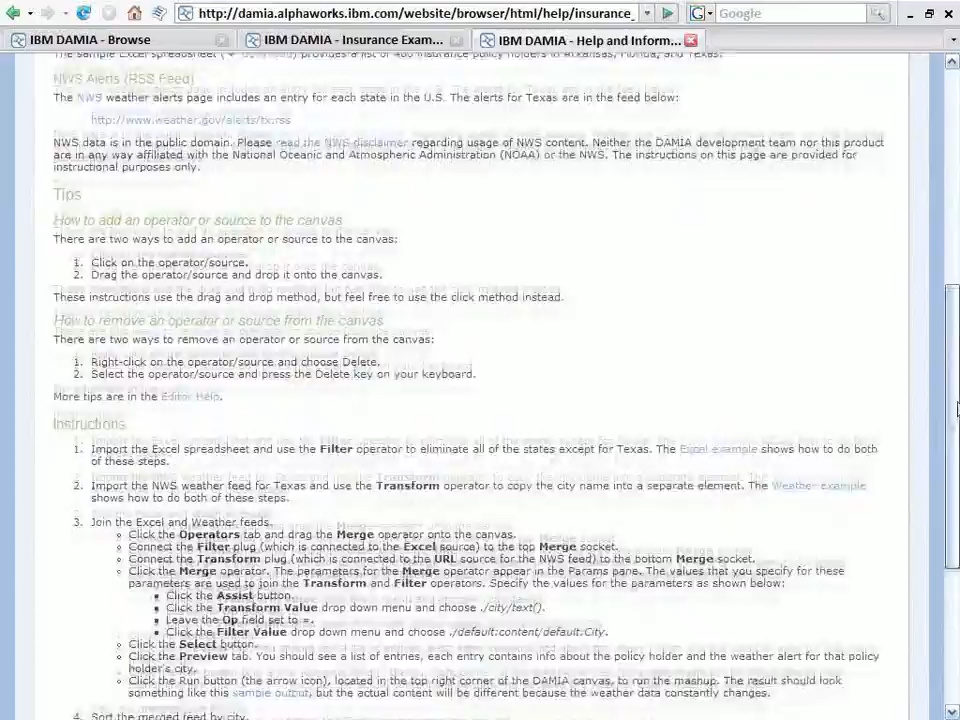 http://damia.alphaworks.ibm.com/website/browser/html/help/insurance_
Google
IBM DAMIA - Browse
IBM DAMIA - Insurance Exam...
IBM DAMIA - Help and Inform...
The sample Excel spreadsheet ( provides a list of 400 insurance policy holders in Arkansas, Florida, and Texas.
NWS Alerts (RSS Feed)
The NWS weather alerts page includes an entry for each state in the U.S. The alerts for Texas are in the feed below:
http://www.weather.gov/alerts/tx.rss
NWS data is in the public domain. Please read the NWS disclaimer regarding usage of NWS content. Neither the DAMIA development team nor this product
are in any way affiliated with the National Oceanic and Atmospheric Administration (NOAA) or the NWS. The instructions on this page are provided for
instructional purposes only.
Tips
How to add an operator or source to the canvas
There are two ways to add an operator or source to the canvas:
1. Click on the operator/source.
2. Drag the operator/source and drop it onto the canvas.
These instructions use the drag and drop method, but feel free to use the click method instead.
How to remove an operator or source from the canvas
There are two ways to remove an operator or source from the canvas:
1. Right-click on the operator/source and choose Delete.
2. Select the operator/source and press the Delete key on your keyboard.
More tips are in the Editor Help.
Instructions
1. Import the Excel spreadsheet and use the Filter operator to eliminate all of the states except for Texas. The Excel example shows how to do both
of these steps.
2. Import the NWS weather feed for Texas and use the Transform operator to copy the city name into a separate element. The Weather example
shows how to do both of these steps.
3. Join the Excel and Weather feeds.
Click the Operators tab and drag the Merge operator onto the canvas.
Connect the Filter plug (which is connected to the Excel source) to the top Merge socket.
Connect the Transform plug (which is connected to the URL source for the NWS feed) to the bottom Merge socket.
Click the Merge operator. The parameters for the Merge operator appear in the Params pane. The values that you specify for these
parameters are used to join the Transform and Filter operators. Specify the values for the parameters as shown below:
Click the Assist button.
Click the Transform Value drop down menu and choose ./city/text().
Leave the Op field set to =.
Click the Filter Value drop down menu and choose ./default:content/default:City.
Click the Select button.
Click the Preview tab. You should see a list of entries, each entry contains info about the policy holder and the weather alert for that policy
holder's city.
Click the Run button (the arrow icon), located in the top right corner of the DAMIA canvas, to run the mashup. The result should look
something like this sample output, but the actual content will be different because the weather data constantly changes.
4. Sort the merged feed by city.